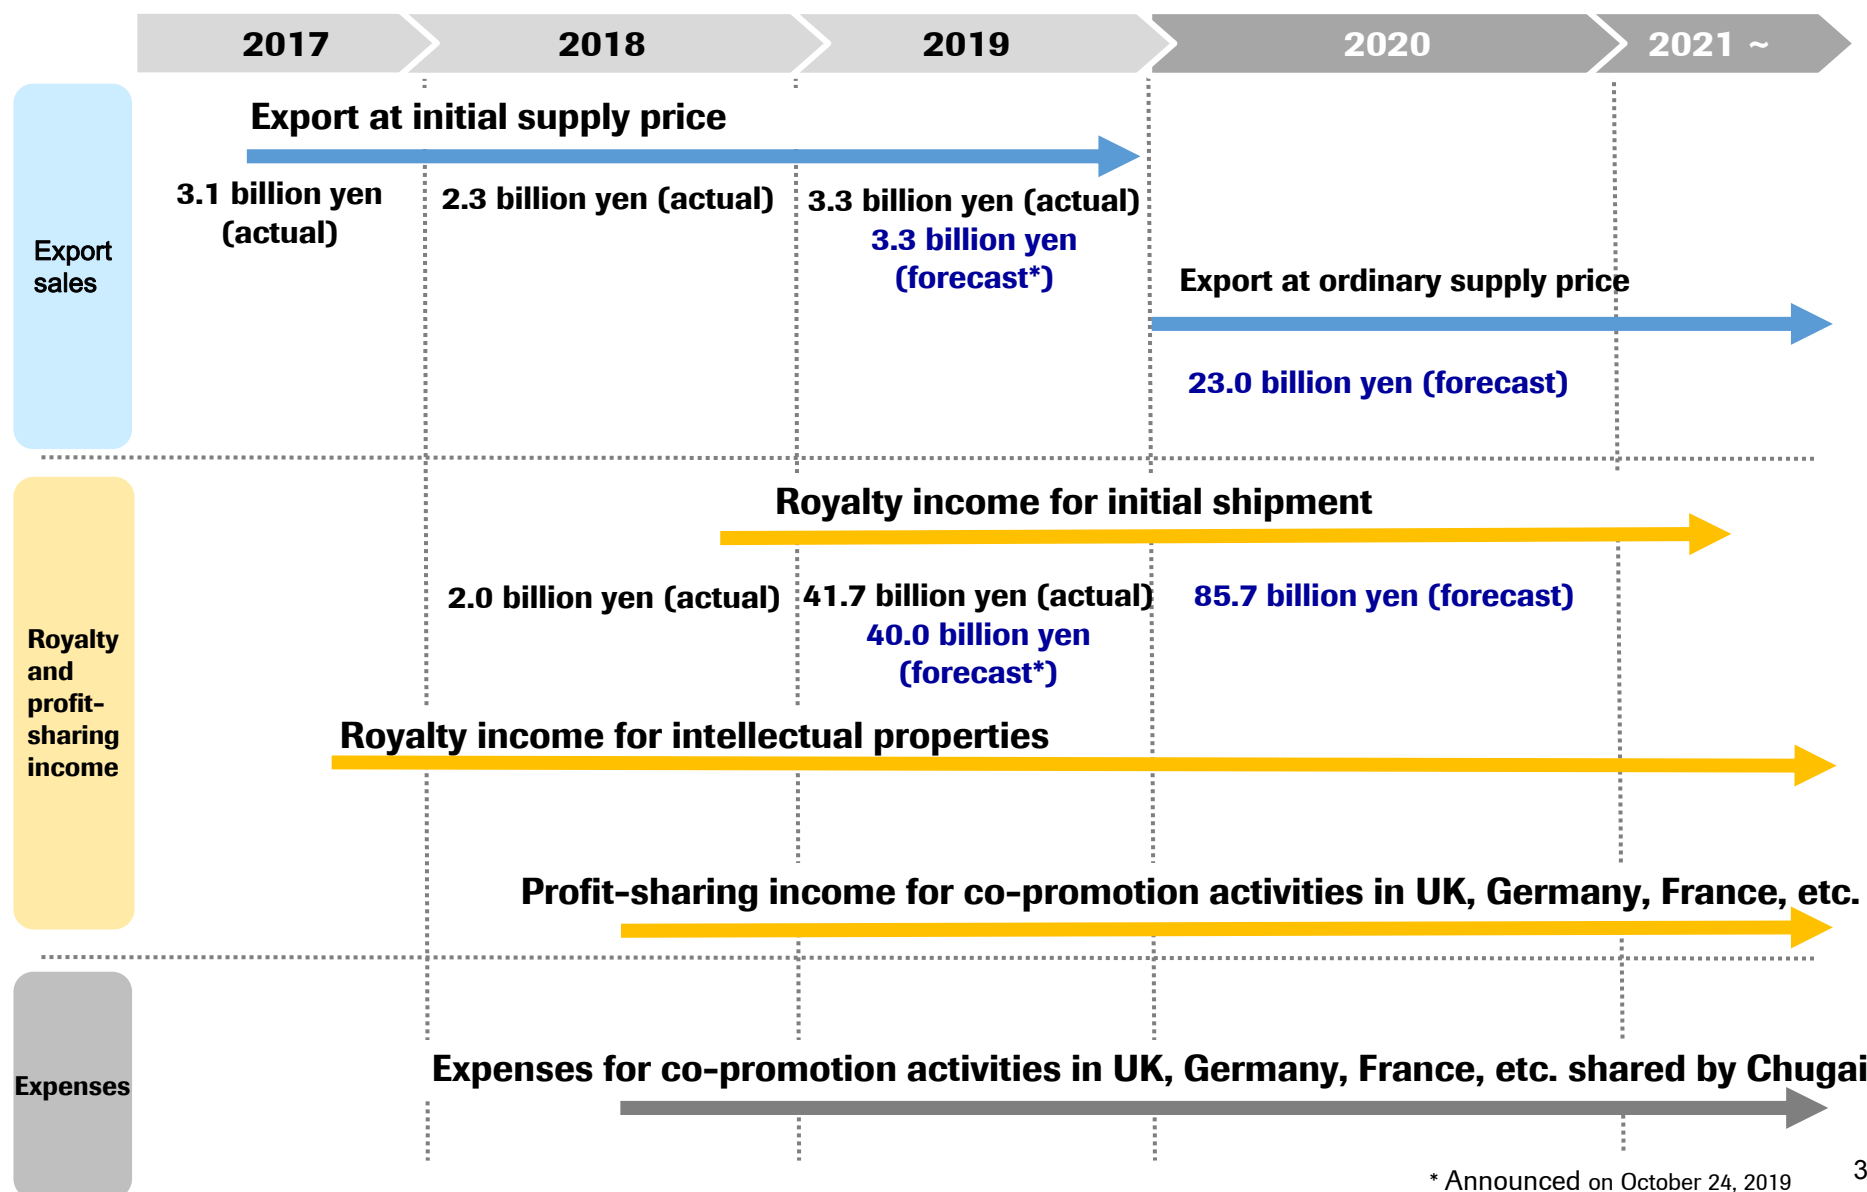 2017 2018 2019 2020 2021 ~
Export
sales
Export at initial supply price
3.1 billion yen
(actual)
2.3 billion yen (actual)
3.3 billion yen (actual)
3.3 billion yen
(forecast*)
Export at ordinary supply price
23.0 billion yen (forecast)
Royalty
and
profit-
sharing
income
Royalty income for initial shipment
2.0 billion yen (actual)
41.7 billion yen (actual)
40.0 billion yen
(forecast*)
85.7 billion yen (forecast)
Royalty income for intellectual properties
Profit-sharing income for co-promotion activities in UK, Germany, France, etc.
Expenses
Expenses for co-promotion activities in UK, Germany, France, etc. shared by Chugai
* Announced on October 24, 2019
3